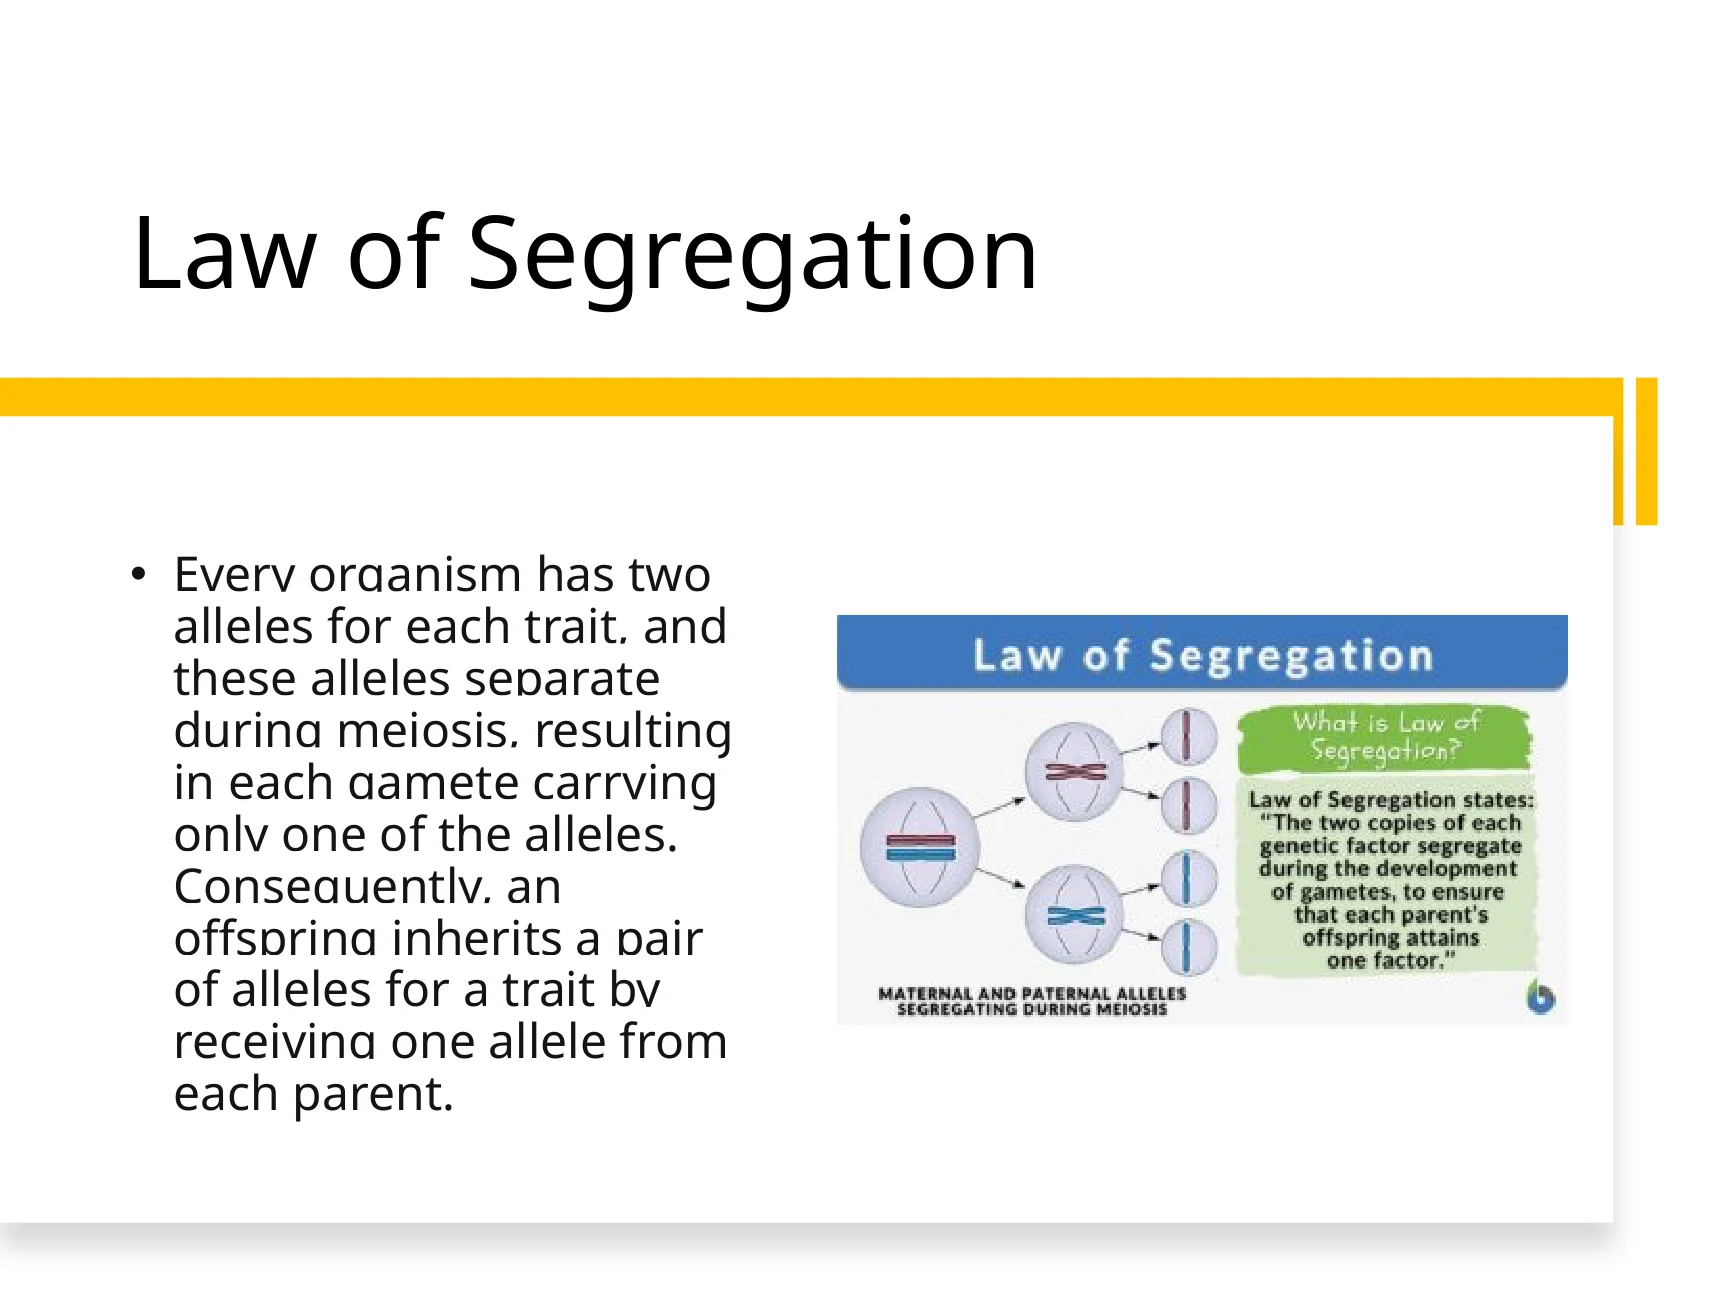 Law of Segregation
• Every organism has two
alleles for each trait, and
these alleles separate
during meiosis, resulting
in each gamete carrying
only one of the alleles.
Consequently, an
offspring inherits a pair
of alleles for a trait by
receiving one allele from
each parent.
Law of Segregation
What is Law of
Segregation?
Law of Segregation states:
“The two copies of each
genetic factor segregate
during the development
of gametes, to ensure
that each parent's
offspring attains
one factor.”
MATERNAL AND PATERNAL ALLELES
SEGREGATING DURING MEIOSIS